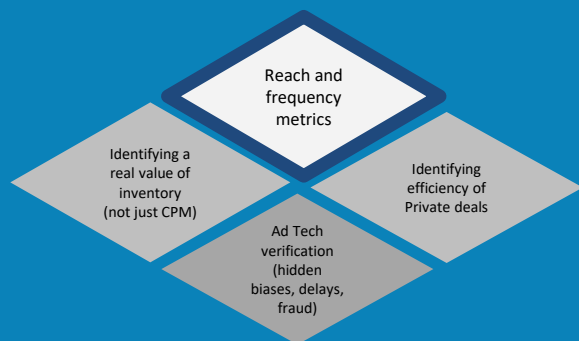 Reach and
frequency
metrics
Identifying a
real value of
inventory
(not just CPM)
Identifying
efficiency of
Private deals
Ad Tech
verification
(hidden
biases, delays,
fraud)